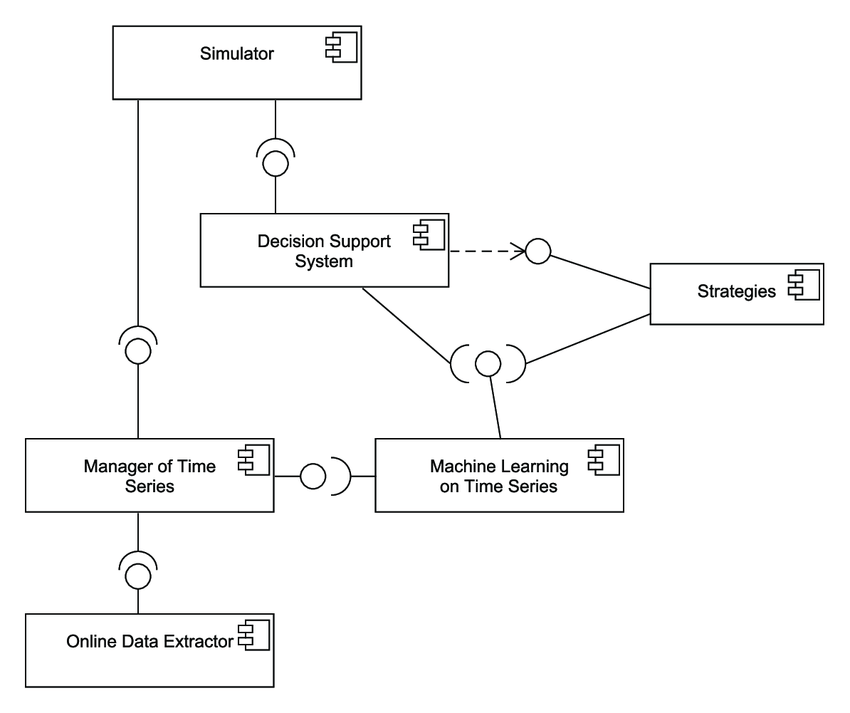 Simulator
Decision Support
System
Strategies
Manager of Time
Series
Machine Learning
on Time Series
Online Data Extractor